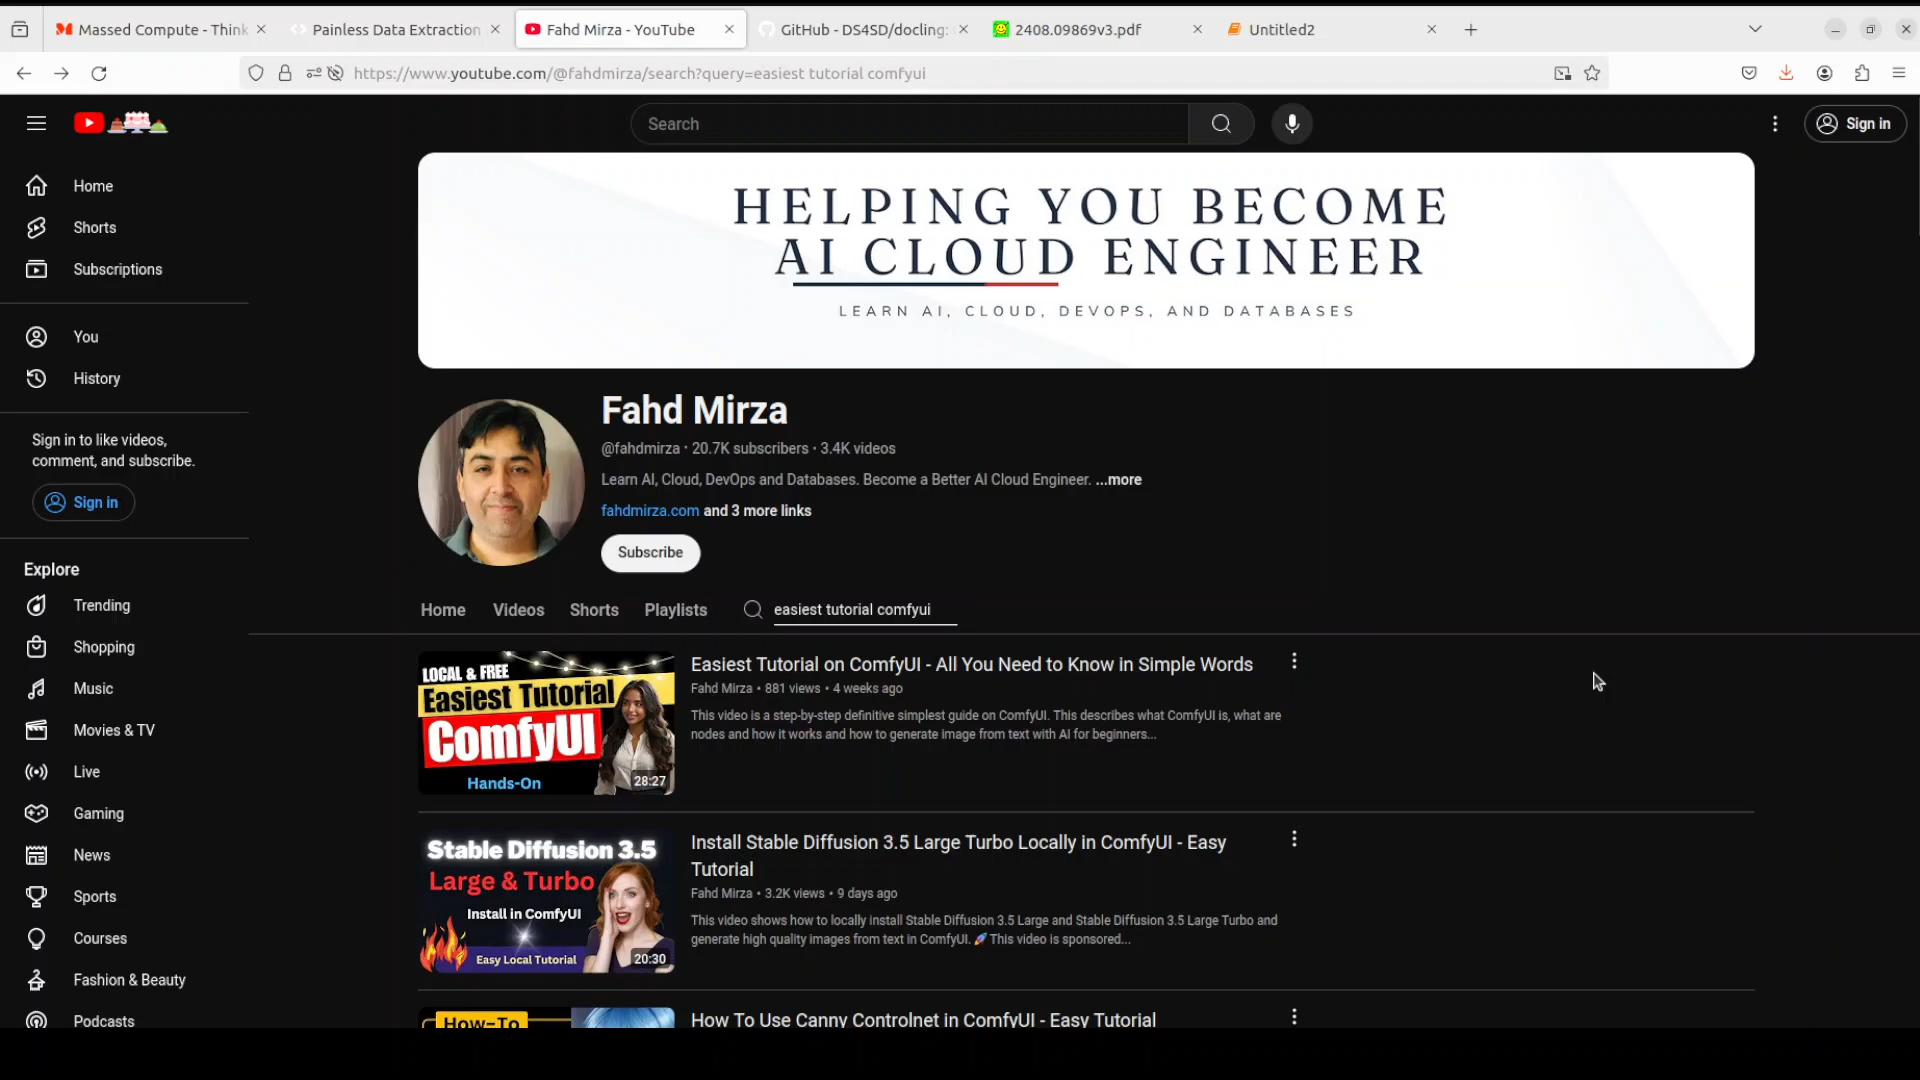 Massed Compute - Think
Painless Data Extraction
Fahd Mirza - YouTube
GitHub - DS4SD/docling:
2408.09869v3.pdf
Untitled2
https://www.youtube.com/@fahdmirza/search?query=easiest tutorial comfyui
Search
Sign in
Home
Shorts
Subscriptions
You
History
Sign in to like videos,
comment, and subscribe.
Sign in
Explore
Trending
Shopping
Music
Movies & TV
Live
Gaming
News
Sports
Courses
Fashion & Beauty
Podcasts
HELPING YOU BECOME
AI CLOUD ENGINEER
LEARN AI, CLOUD, DEVOPS, AND DATABASES
Fahd Mirza
@fahdmirza · 20.7K subscribers · 3.4K videos
Learn AI, Cloud, DevOps and Databases. Become a Better AI Cloud Engineer. ...more
fahdmirza.com and 3 more links
Subscribe
Home Videos Shorts Playlists easiest tutorial comfyui
LOCAL & FREE
Easiest Tutorial
ComfyUI
Hands-On
28:27
Easiest Tutorial on ComfyUI - All You Need to Know in Simple Words
Fahd Mirza • 881 views • 4 weeks ago
This video is a step-by-step definitive simplest guide on ComfyUI. This describes what ComfyUI is, what are
nodes and how it works and how to generate image from text with AI for beginners...
Stable Diffusion 3.5
Large & Turbo
Install in ComfyUI
Easy Local Tutorial
20:30
Install Stable Diffusion 3.5 Large Turbo Locally in ComfyUI - Easy
Tutorial
Fahd Mirza • 3.2K views • 9 days ago
This video shows how to locally install Stable Diffusion 3.5 Large and Stable Diffusion 3.5 Large Turbo and
generate high quality images from text in ComfyUI. 🚀 This video is sponsored...
How-To
How To Use Canny Controlnet in ComfyUI - Easy Tutorial